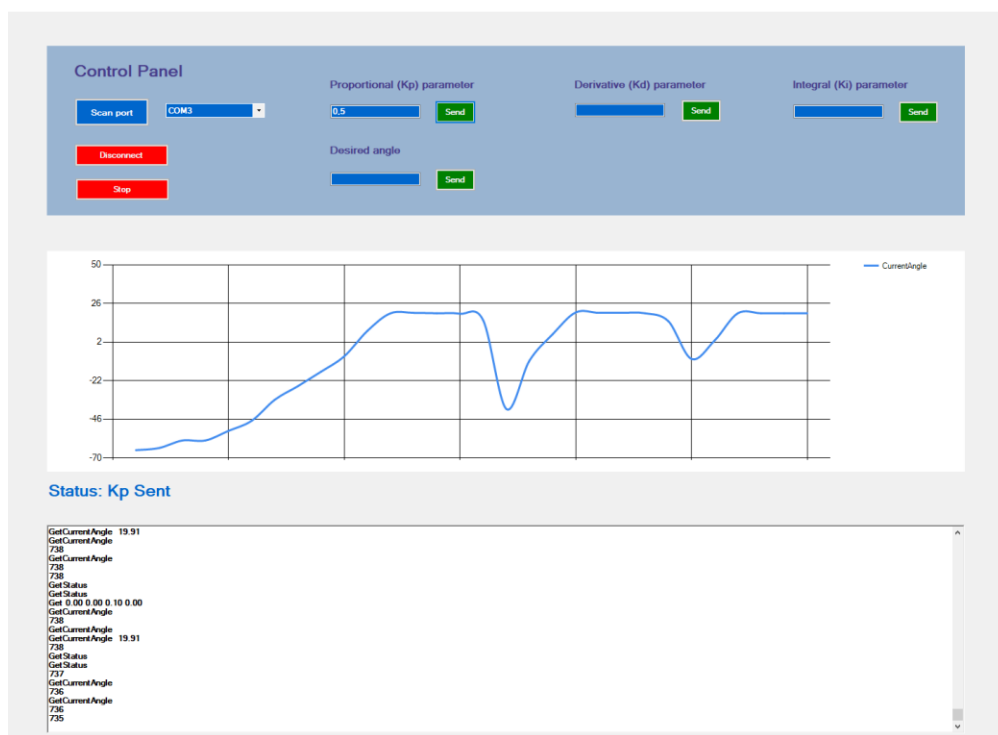 Control Panel
Scan port
COM3
Disconnect
Stop
Proportional (Kp) parameter
0,5
Send
Desired angle
Send
Derivative (Kd) parameter
Send
Integral (Ki) parameter
Send
50
26
2
-22
-46
-70
CurrentAngle
Status: Kp Sent
GetCurrentAngle 19.91
GetCurrentAngle
738
GetCurrentAngle
738
738
GetStatus
GetStatus
Get 0.00 0.00 0.10 0.00
GetCurrentAngle
738
GetCurrentAngle
GetCurrentAngle 19.91
738
GetStatus
GetStatus
737
GetCurrentAngle
736
GetCurrentAngle
736
735